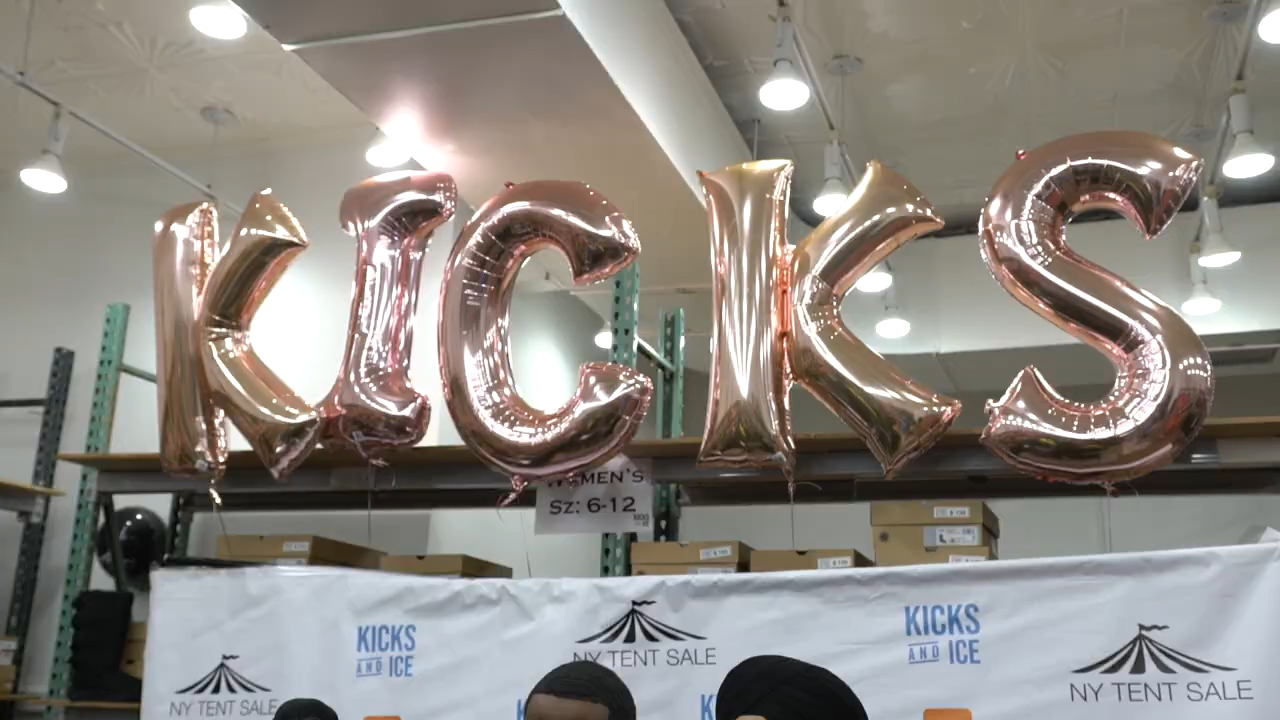 KICKS
WOMEN'S
SZ: 6-12
KICKS
AND ICE
NY TENT SALE
KICKS
AND ICE
NY TENT SALE
NY TENT SALE